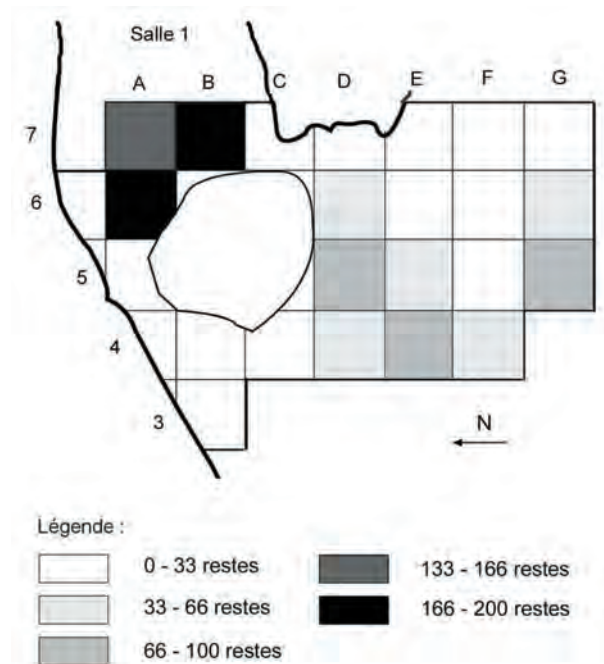 Salle 1
A B C D E F G
7
6
5
4
3
N
Légende :
0 - 33 restes
133 - 166 restes
33 - 66 restes
166 - 200 restes
66 - 100 restes